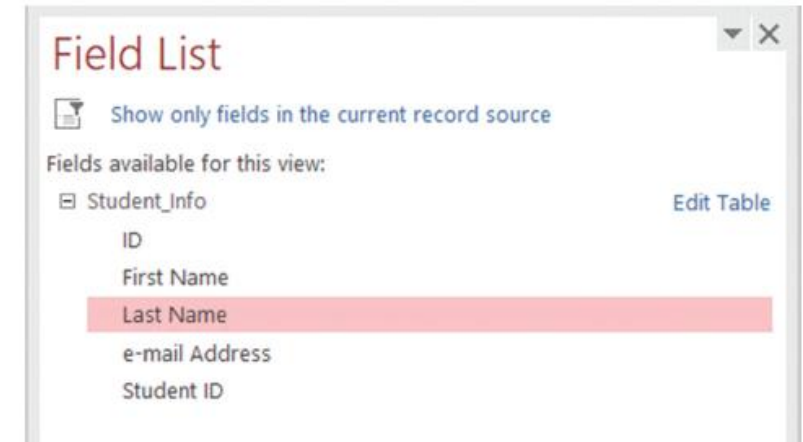 Field List
Show only fields in the current record source
Fields available for this view:
Student_Info Edit Table
ID
First Name
Last Name
e-mail Address
Student ID